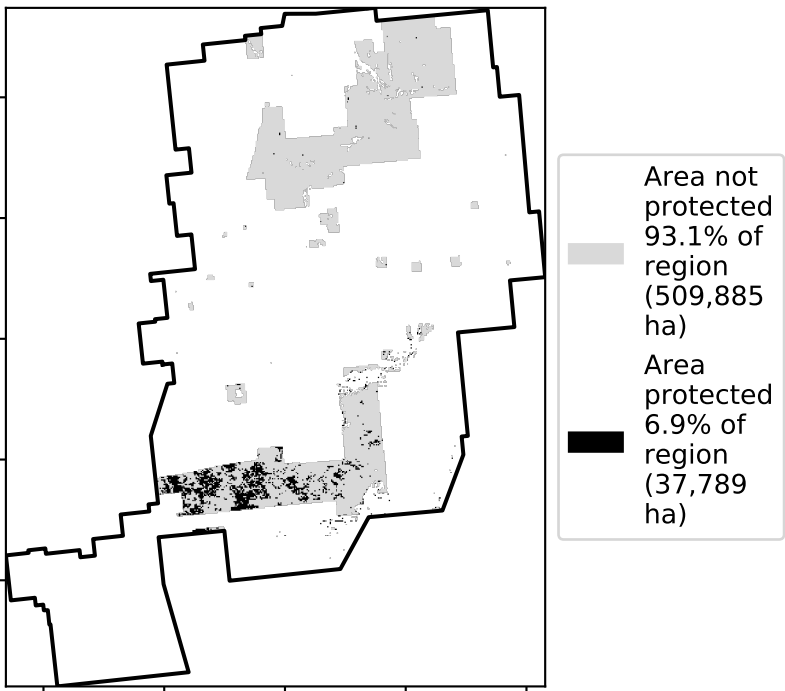 Area not
protected
93.1% of
region
(509,885
ha)
Area
protected
6.9% of
region
(37,789
ha)